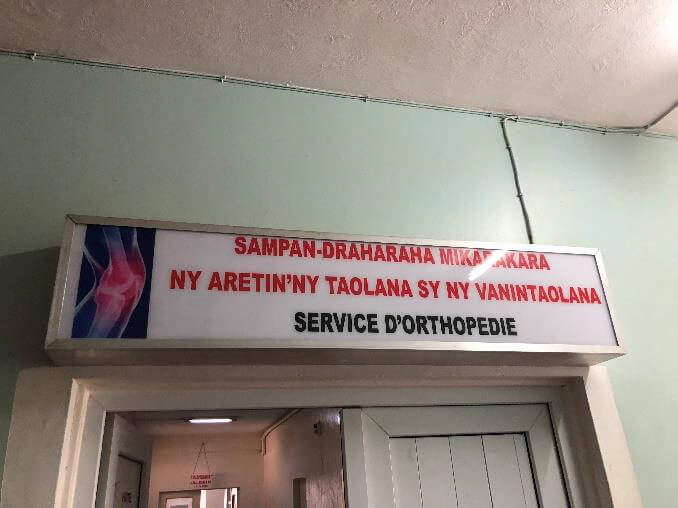 SAMPAN-DRAHARAHA MIKARAKARA
NY ARETIN'NY TAOLANA SY NY VANINTAOLANA
SERVICE D'ORTHOPEDIE